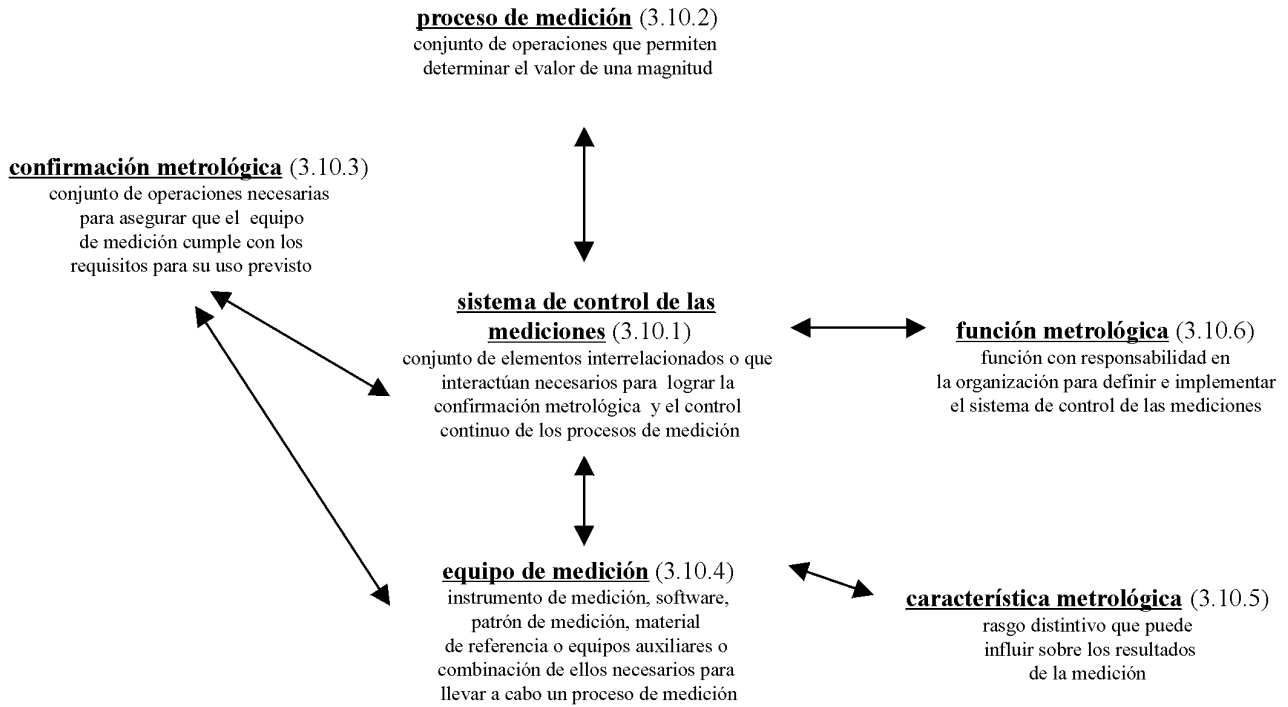 proceso de medición (3.10.2)
conjunto de operaciones que permiten
determinar el valor de una magnitud
confirmación metrológica (3.10.3)
conjunto de operaciones necesarias
para asegurar que el equipo
de medición cumple con los
requisitos para su uso previsto
sistema de control de las
mediciones (3.10.1)
conjunto de elementos interrelacionados o que
interactúan necesarios para lograr la
confirmación metrológica y el control
continuo de los procesos de medición
función metrológica (3.10.6)
función con responsabilidad en
la organización para definir e implementar
el sistema de control de las mediciones
equipo de medición (3.10.4)
instrumento de medición, software,
patrón de medición, material
de referencia o equipos auxiliares o
combinación de ellos necesarios para
llevar a cabo un proceso de medición
característica metrológica (3.10.5)
rasgo distintivo que puede
influir sobre los resultados
de la medición